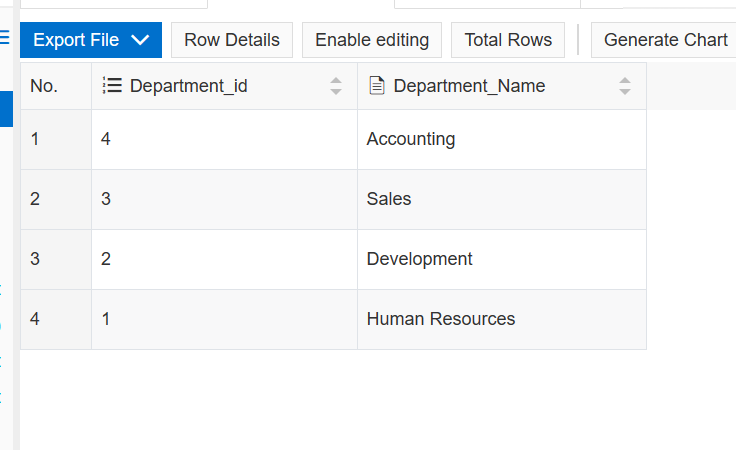 Export File Row Details Enable editing Total Rows Generate Chart
No. Department_id Department_Name
1 4 Accounting
2 3 Sales
3 2 Development
4 1 Human Resources